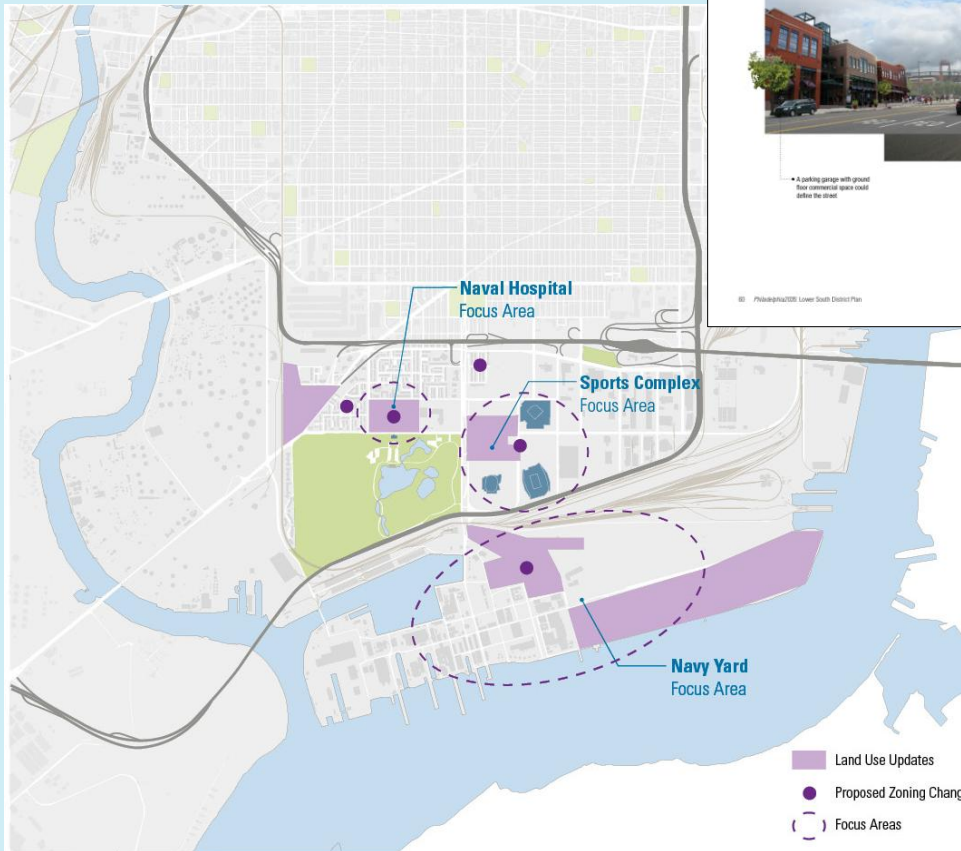 • A parking garage with ground
floor commercial space could
define the street
60 Philadelphia2035 Lower South District Plan
Naval Hospital
Focus Area
Sports Complex
Focus Area
Navy Yard
Focus Area
Land Use Updates
Proposed Zoning Chang
Focus Areas